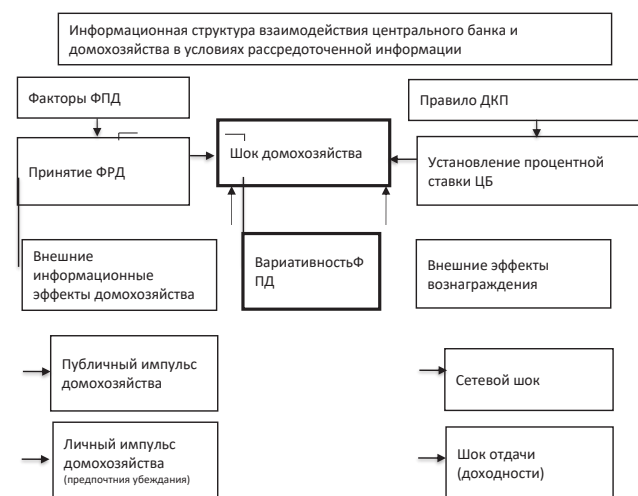 Информационная структура взаимодействия центрального банка и
домохозяйства в условиях рассредоточенной информации
Факторы ФПД
Правило ДКП
Принятие ФРД
Шок домохозяйства
Установление процентной
ставки ЦБ
Внешние
информационные
эффекты домохозяйства
ВариативностьФ
ПД
Внешние эффекты
вознаграждения
Публичный импульс
домохозяйства
Сетевой шок
Личный импульс
домохозяйства
(предпочтния убеждания)
Шок отдачи
(доходности)